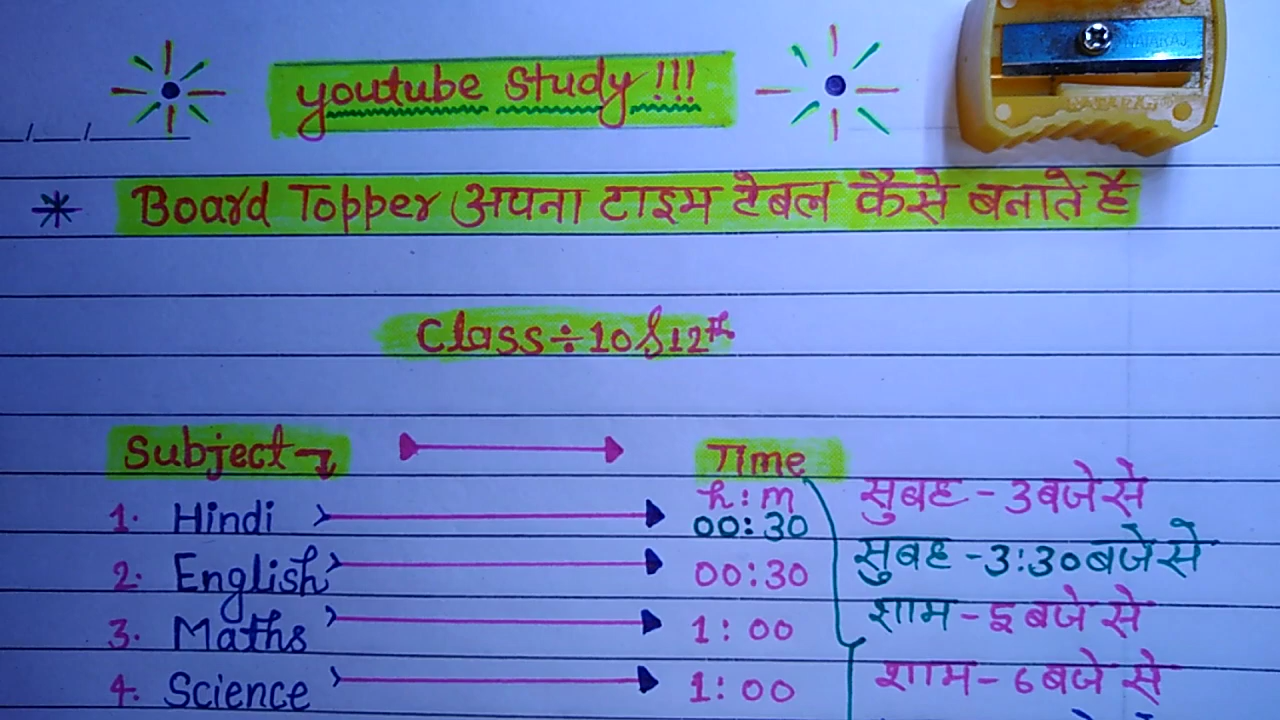 youtube Study !!!
NATARAJ
NATARAJ
* Board Topper अपना टाइम टेबल कैसे बनाते है
Class ÷ 10 & 12th
Subject Time
h : m
1. Hindi 00:30 सुबह - 3 बजे से
2. English 00:30 सुबह - 3:30 बजे से
3. Maths 1:00 शाम - 5 बजे से
4. Science 1:00 शाम - 6 बजे से